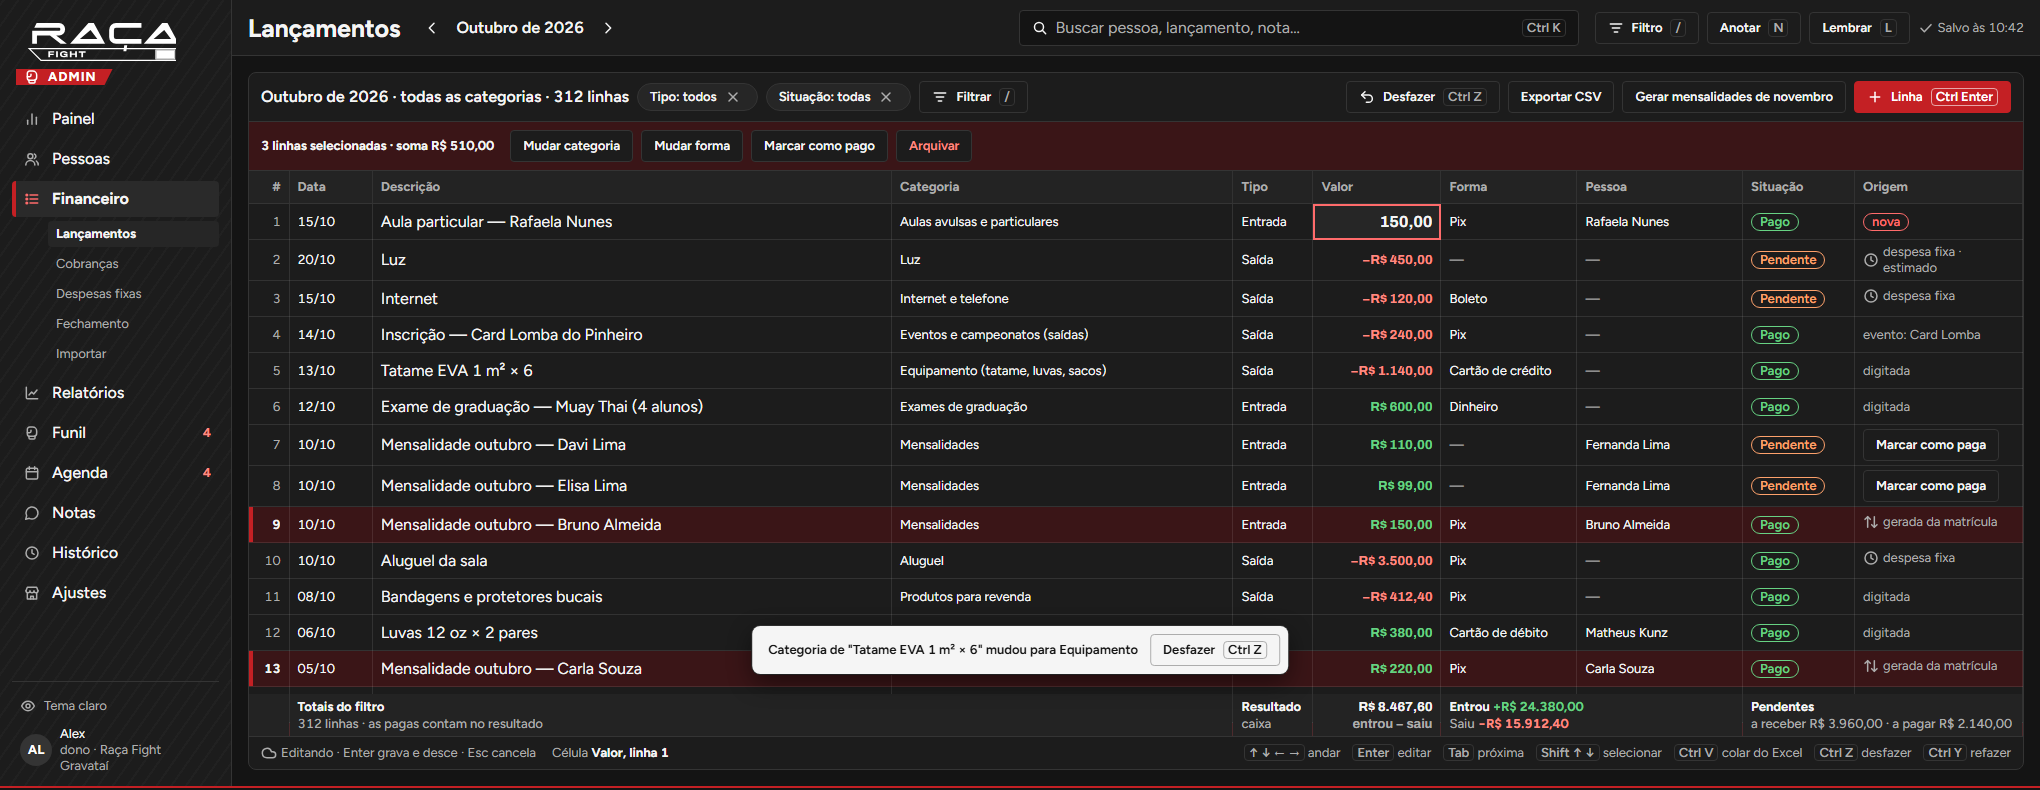 RAÇA
FIGHT
ADMIN
Painel
Pessoas
Financeiro
Lançamentos
Cobranças
Despesas fixas
Fechamento
Importar
Relatórios
Funil 4
Agenda 4
Notas
Histórico
Ajustes
Tema claro
AL
Alex
dono · Raça Fight
Gravataí
Lançamentos Outubro de 2026 Buscar pessoa, lançamento, nota... Ctrl K Filtro / Anotar N Lembrar L Salvo às 10:42
Outubro de 2026 · todas as categorias · 312 linhas Tipo: todos Situação: todas Filtrar / Desfazer Ctrl Z Exportar CSV Gerar mensalidades de novembro Linha Ctrl Enter
3 linhas selecionadas · soma R$ 510,00 Mudar categoria Mudar forma Marcar como pago Arquivar
# Data Descrição Categoria Tipo Valor Forma Pessoa Situação Origem
1 15/10 Aula particular — Rafaela Nunes Aulas avulsas e particulares Entrada 150,00 Pix Rafaela Nunes Pago nova
2 20/10 Luz Luz Saída –R$ 450,00 — — Pendente despesa fixa ·
estimado
3 15/10 Internet Internet e telefone Saída –R$ 120,00 Boleto — Pendente despesa fixa
4 14/10 Inscrição — Card Lomba do Pinheiro Eventos e campeonatos (saídas) Saída –R$ 240,00 Pix — Pago evento: Card Lomba
5 13/10 Tatame EVA 1 m² × 6 Equipamento (tatame, luvas, sacos) Saída –R$ 1.140,00 Cartão de crédito — Pago digitada
6 12/10 Exame de graduação — Muay Thai (4 alunos) Exames de graduação Entrada R$ 600,00 Dinheiro — Pago digitada
7 10/10 Mensalidade outubro — Davi Lima Mensalidades Entrada R$ 110,00 — Fernanda Lima Pendente Marcar como paga
8 10/10 Mensalidade outubro — Elisa Lima Mensalidades Entrada R$ 99,00 — Fernanda Lima Pendente Marcar como paga
9 10/10 Mensalidade outubro — Bruno Almeida Mensalidades Entrada R$ 150,00 Pix Bruno Almeida Pago gerada da matrícula
10 10/10 Aluguel da sala Aluguel Saída –R$ 3.500,00 Pix — Pago despesa fixa
11 08/10 Bandagens e protetores bucais Produtos para revenda Saída –R$ 412,40 Pix — Pago digitada
12 06/10 Luvas 12 oz × 2 pares R$ 380,00 Cartão de débito Matheus Kunz Pago digitada
Categoria de "Tatame EVA 1 m² × 6" mudou para Equipamento Desfazer Ctrl Z
13 05/10 Mensalidade outubro — Carla Souza R$ 220,00 Pix Carla Souza Pago gerada da matrícula
Totais do filtro Resultado R$ 8.467,60 Entrou +R$ 24.380,00 Pendentes
312 linhas · as pagas contam no resultado caixa entrou – saiu Saiu –R$ 15.912,40 a receber R$ 3.960,00 · a pagar R$ 2.140,00
Editando · Enter grava e desce · Esc cancela Célula Valor, linha 1 ↑ ↓ ← → andar Enter editar Tab próxima Shift ↑ ↓ selecionar Ctrl V colar do Excel Ctrl Z desfazer Ctrl Y refazer